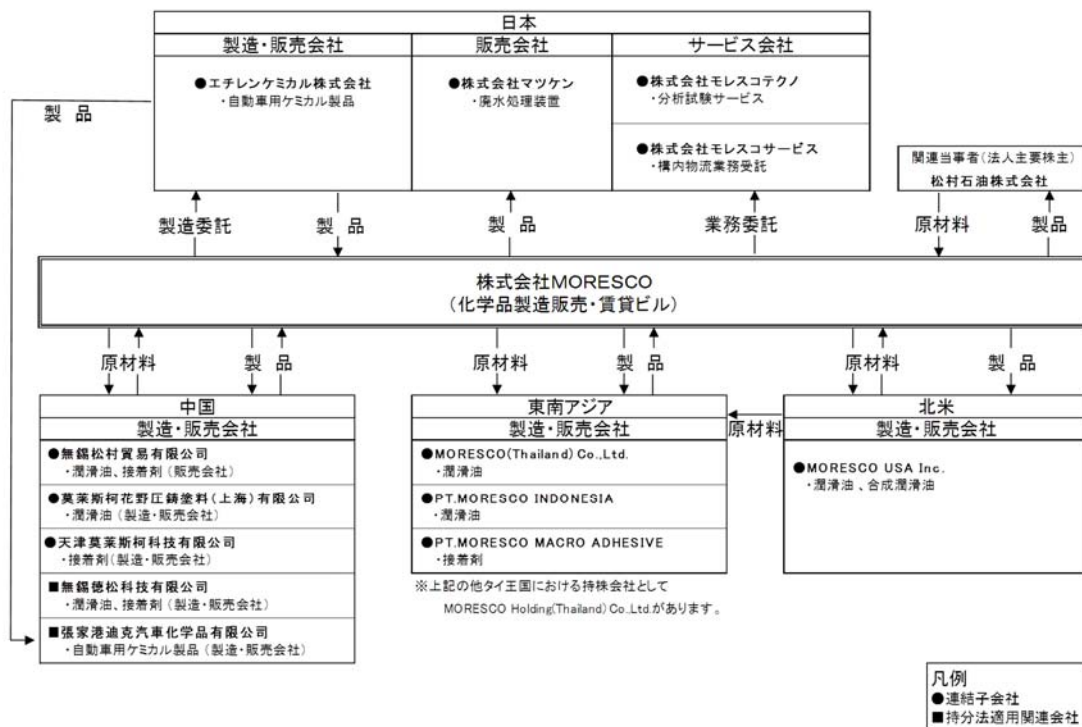 日本
製造・販売会社
販売会社
サービス会社
●エチレンケミカル株式会社
・自動車用ケミカル製品
●株式会社マツケン
・廃水処理装置
●株式会社モレスコテクノ
・分析試験サービス
●株式会社モレスコサービス
・構内物流業務受託
製 品
関連当事者(法人主要株主)
松村石油株式会社
製造委託
製 品
製 品
業務委託
原材料
製品
株式会社MORESCO
(化学品製造販売・賃貸ビル)
原材料
製 品
原材料
製 品
原材料
製 品
中国
製造・販売会社
●無錫松村貿易有限公司
・潤滑油、接着剤(販売会社)
●莫莱斯柯花野圧鋳塗料(上海)有限公司
・潤滑油(製造・販売会社)
●天津莫莱斯柯科技有限公司
・接着剤(製造・販売会社)
■無錫徳松科技有限公司
・潤滑油、接着剤(製造・販売会社)
■張家港迪克汽車化学品有限公司
・自動車用ケミカル製品(製造・販売会社)
東南アジア
製造・販売会社
●MORESCO(Thailand)Co.,Ltd.
・潤滑油
●PT.MORESCO INDONESIA
・潤滑油
●PT.MORESCO MACRO ADHESIVE
・接着剤
※上記の他タイ王国における持株会社として
MORESCO Holding(Thailand)Co.,Ltd.があります。
原材料
北米
製造・販売会社
●MORESCO USA Inc.
・潤滑油、合成潤滑油
凡例
●連結子会社
■持分法適用関連会社